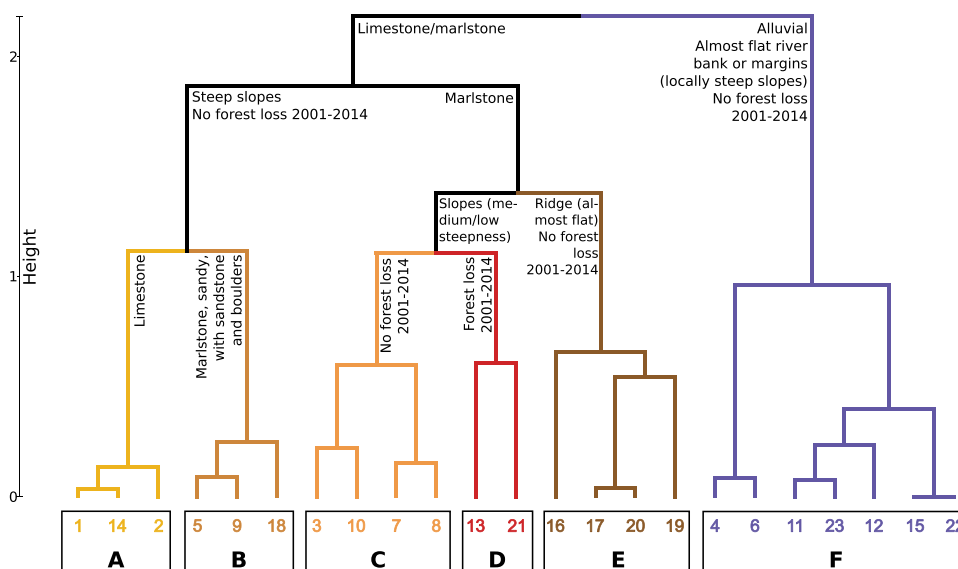 Limestone/marlstone
Alluvial
Almost flat river
bank or margins
(locally steep slopes)
No forest loss
2001-2014
2
Steep slopes
No forest loss 2001-2014
Marlstone
Slopes (me-
dium/low
steepness)
Ridge (al-
most flat)
No forest
loss
2001-2014
Height
1
Limestone
Marlstone, sandy,
with sandstone
and boulders
No forest loss
2001-2014
Forest loss
2001-2014
0
1 14 2 5 9 18 3 10 7 8 13 21 16 17 20 19 4 6 11 23 12 15
A B C D E F